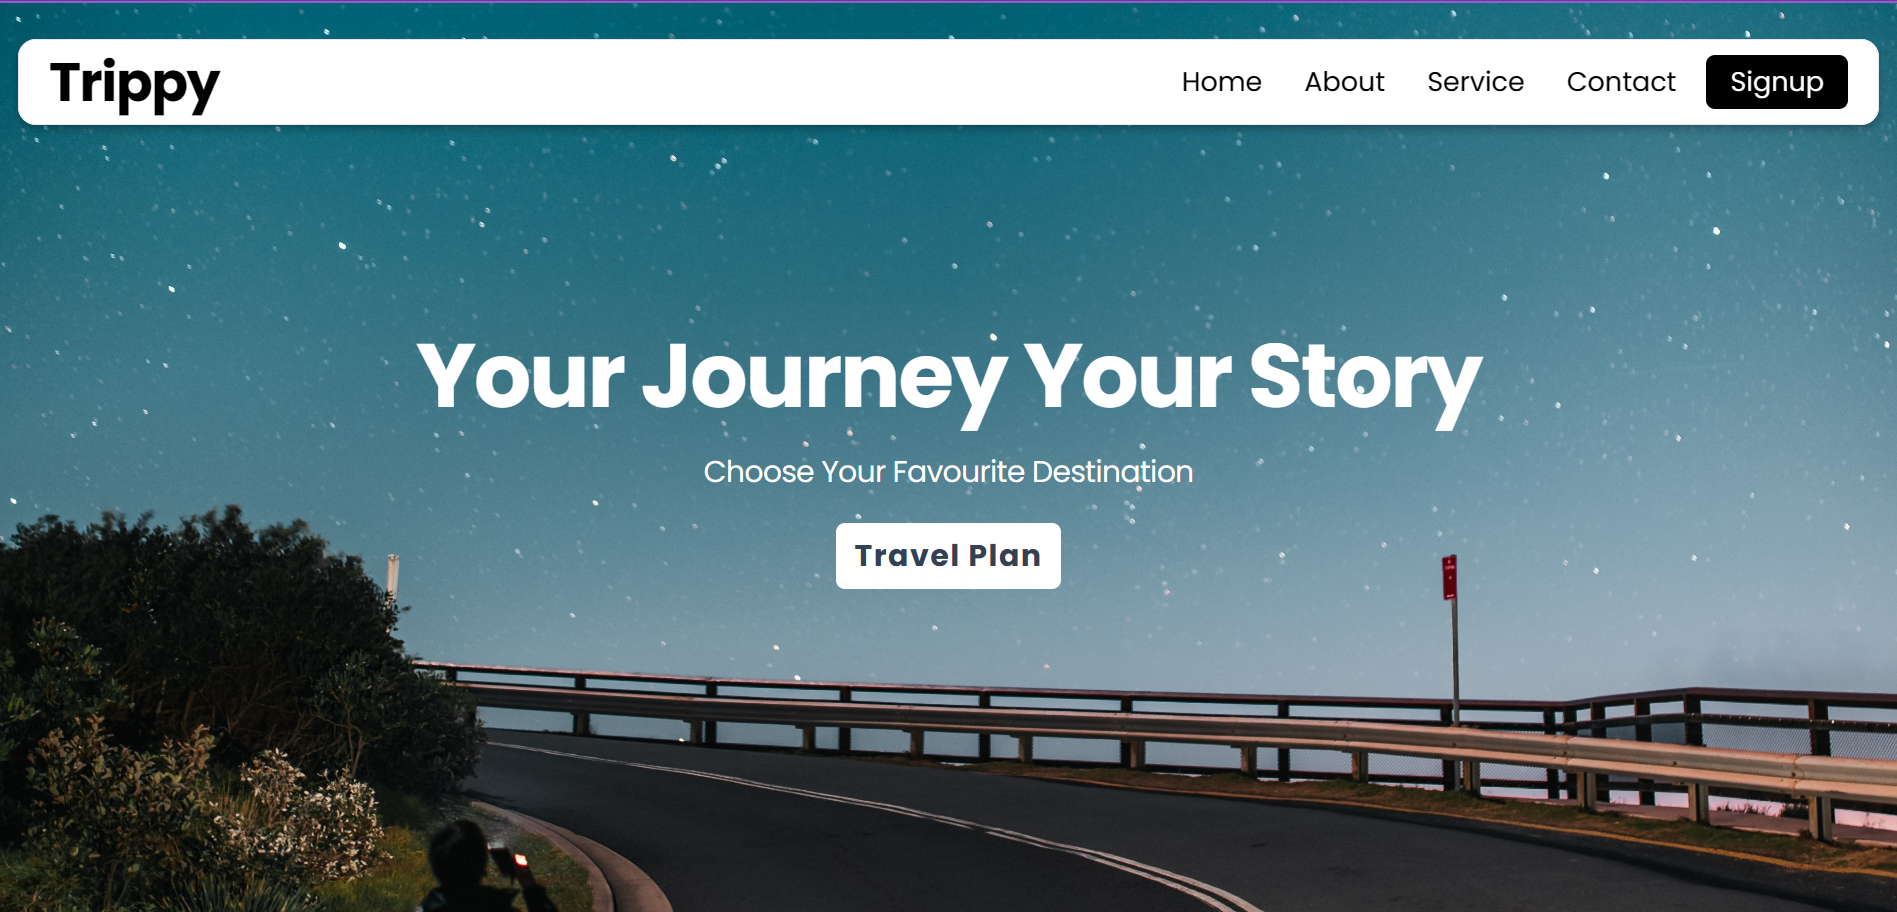 Trippy
Home About Service Contact Signup
Your Journey Your Story
Choose Your Favourite Destination
Travel Plan